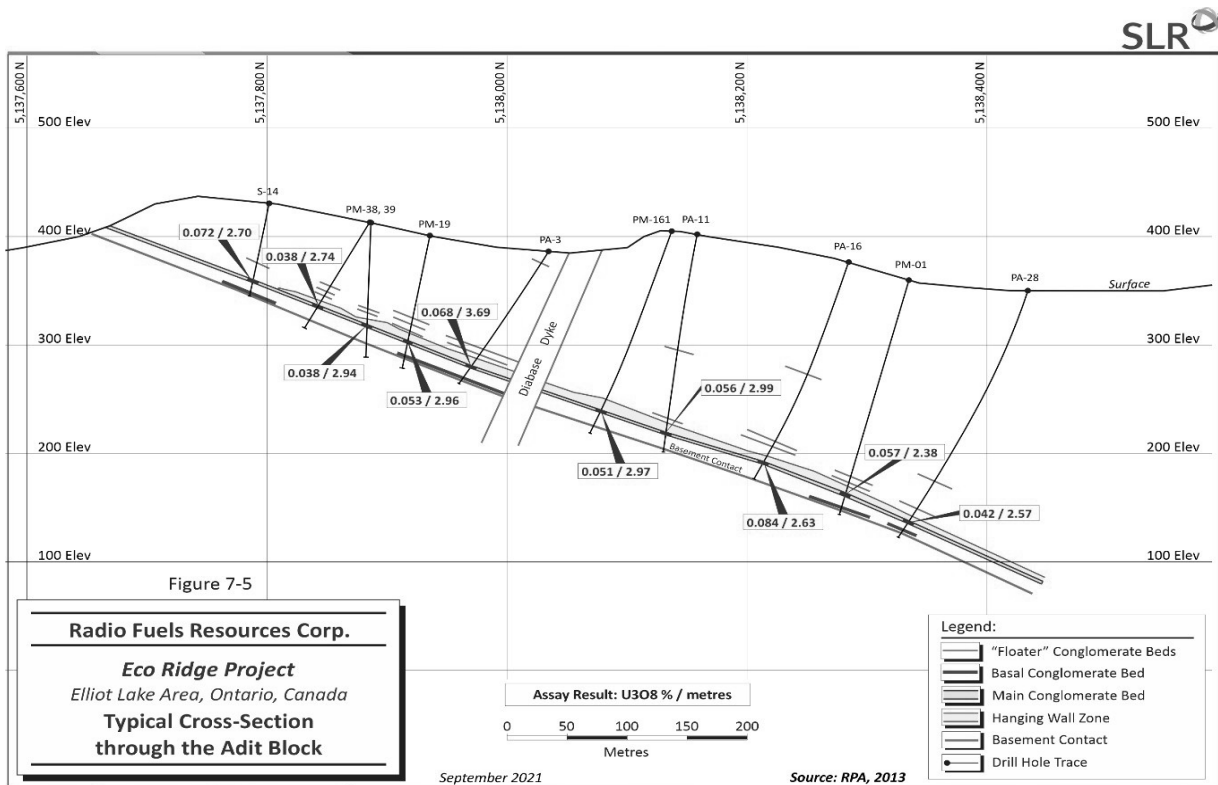 SLR
5,137,600 N
5,137,800 N
5,138,000 N
5,138,200 N
5,138,400 N
500 Elev
500 Elev
S-14
PM-38, 39
PM-19
PA-3
PM-161
PA-11
PA-16
PM-01
PA-28
Surface
400 Elev
400 Elev
0.072 / 2.70
0.038 / 2.74
0.068 / 3.69
300 Elev
300 Elev
0.038 / 2.94
0.053 / 2.96
Diabase Dyke
0.056 / 2.99
0.051 / 2.97
Basement Contact
0.057 / 2.38
200 Elev
200 Elev
0.084 / 2.63
0.042 / 2.57
100 Elev
100 Elev
Figure 7-5
Radio Fuels Resources Corp.
Eco Ridge Project
Elliot Lake Area, Ontario, Canada
Typical Cross-Section
through the Adit Block
Assay Result: U3O8 % / metres
0 50 100 150 200
Metres
September 2021
Source: RPA, 2013
Legend:
"Floater" Conglomerate Beds
Basal Conglomerate Bed
Main Conglomerate Bed
Hanging Wall Zone
Basement Contact
Drill Hole Trace